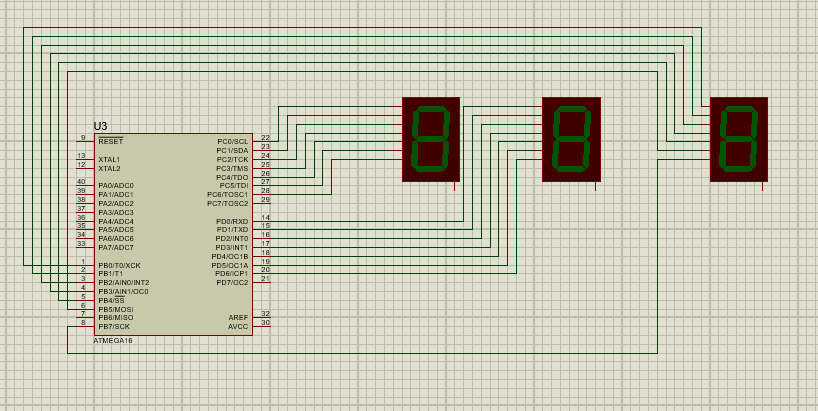 U3
9 RESET PC0/SCL 22
PC1/SDA 23
13 XTAL1 PC2/TCK 24
12 XTAL2 PC3/TMS 25
PC4/TDO 26
40 PA0/ADC0 PC5/TDI 27
39 PA1/ADC1 PC6/TOSC1 28
38 PA2/ADC2 PC7/TOSC2 29
37 PA3/ADC3
36 PA4/ADC4 PD0/RXD 14
35 PA5/ADC5 PD1/TXD 15
34 PA6/ADC6 PD2/INT0 16
33 PA7/ADC7 PD3/INT1 17
PD4/OC1B 18
1 PB0/T0/XCK PD5/OC1A 19
2 PB1/T1 PD6/ICP1 20
3 PB2/AIN0/INT2 PD7/OC2 21
4 PB3/AIN1/OC0
5 PB4/SS
6 PB5/MOSI
7 PB6/MISO AREF 32
8 PB7/SCK AVCC 30
ATMEGA16